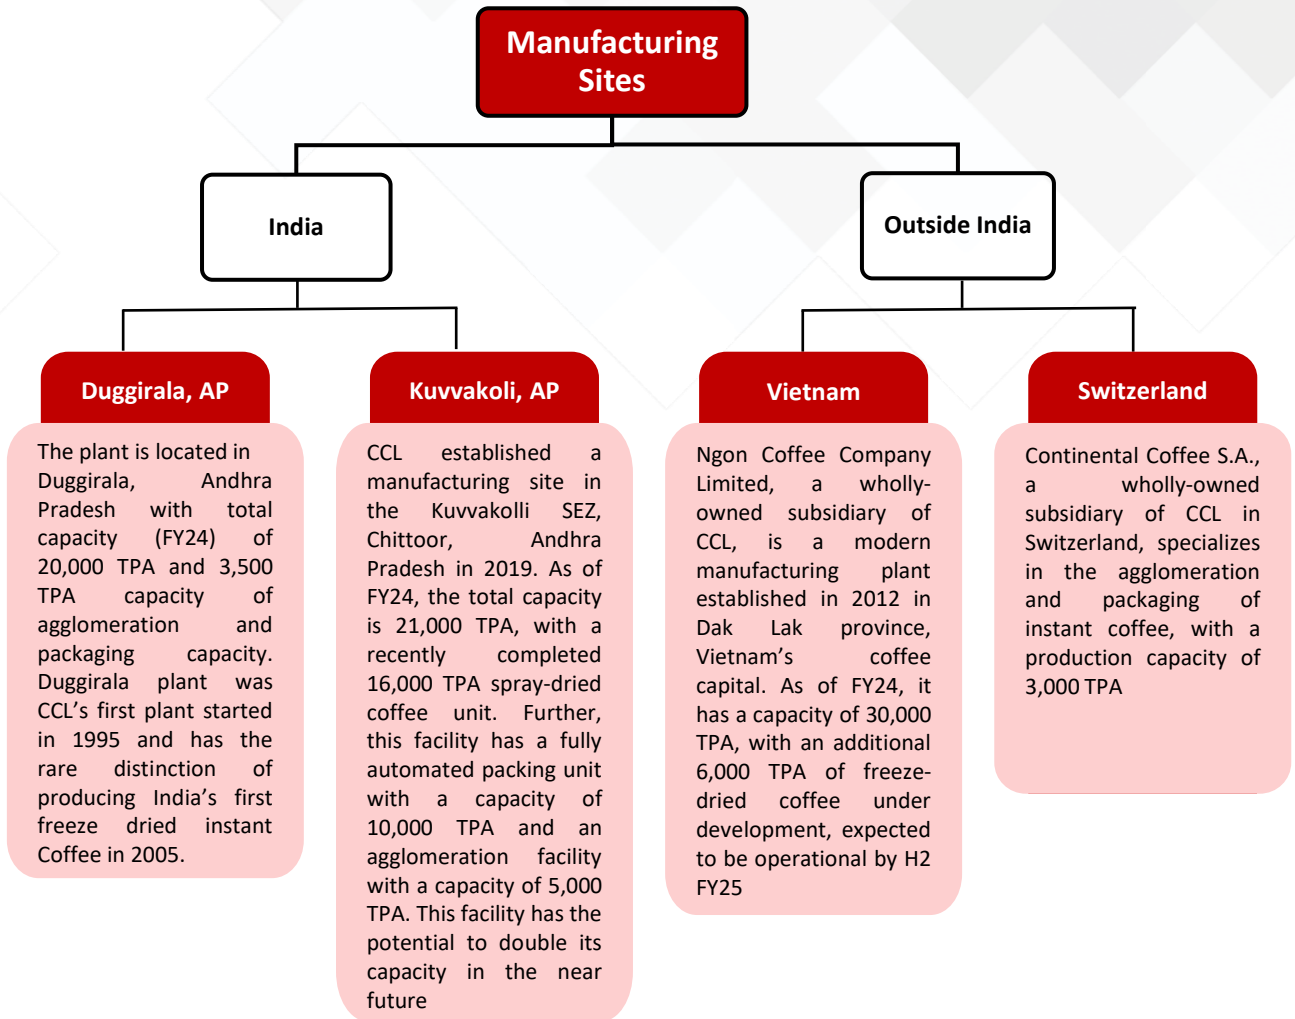 Manufacturing
Sites
India
Outside India
Duggirala, AP
The plant is located in
Duggirala, Andhra
Pradesh with total
capacity (FY24) of
20,000 TPA and 3,500
TPA capacity of
agglomeration and
packaging capacity.
Duggirala plant was
CCL's first plant started
in 1995 and has the
rare distinction of
producing India's first
freeze dried instant
Coffee in 2005.
Kuvvakoli, AP
CCL established a
manufacturing site in
the Kuvvakolli SEZ,
Chittoor, Andhra
Pradesh in 2019. As of
FY24, the total capacity
is 21,000 TPA, with a
recently completed
16,000 TPA spray-dried
coffee unit. Further,
this facility has a fully
automated packing unit
with a capacity of
10,000 TPA and an
agglomeration facility
with a capacity of 5,000
TPA. This facility has the
potential to double its
capacity in the near
future
Vietnam
Ngon Coffee Company
Limited, a wholly-
owned subsidiary of
CCL, is a modern
manufacturing plant
established in 2012 in
Dak Lak province,
Vietnam's coffee
capital. As of FY24, it
has a capacity of 30,000
TPA, with an additional
6,000 TPA of freeze-
dried coffee under
development, expected
to be operational by H2
FY25
Switzerland
Continental Coffee S.A.,
a wholly-owned
subsidiary of CCL in
Switzerland, specializes
in the agglomeration
and packaging of
instant coffee, with a
production capacity of
3,000 TPA